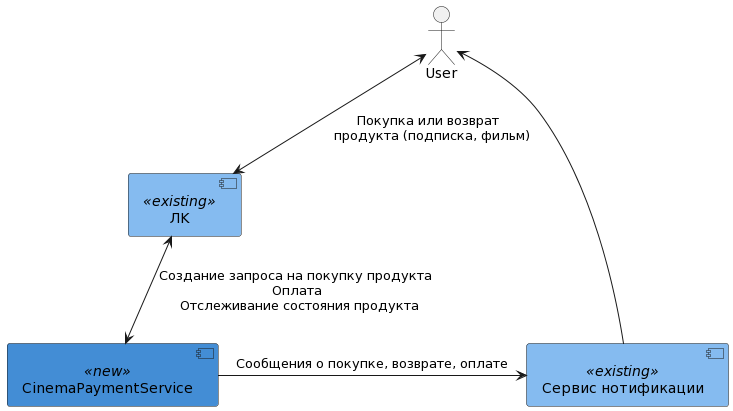 User
Покупка или возврат
продукта (подписка, фильм)
«existing»
ЛК
Создание запроса на покупку продукта
Оплата
Отслеживание состояния продукта
«new»
CinemaPaymentService
Сообщения о покупке, возврате, оплате
«existing»
Сервис нотификации